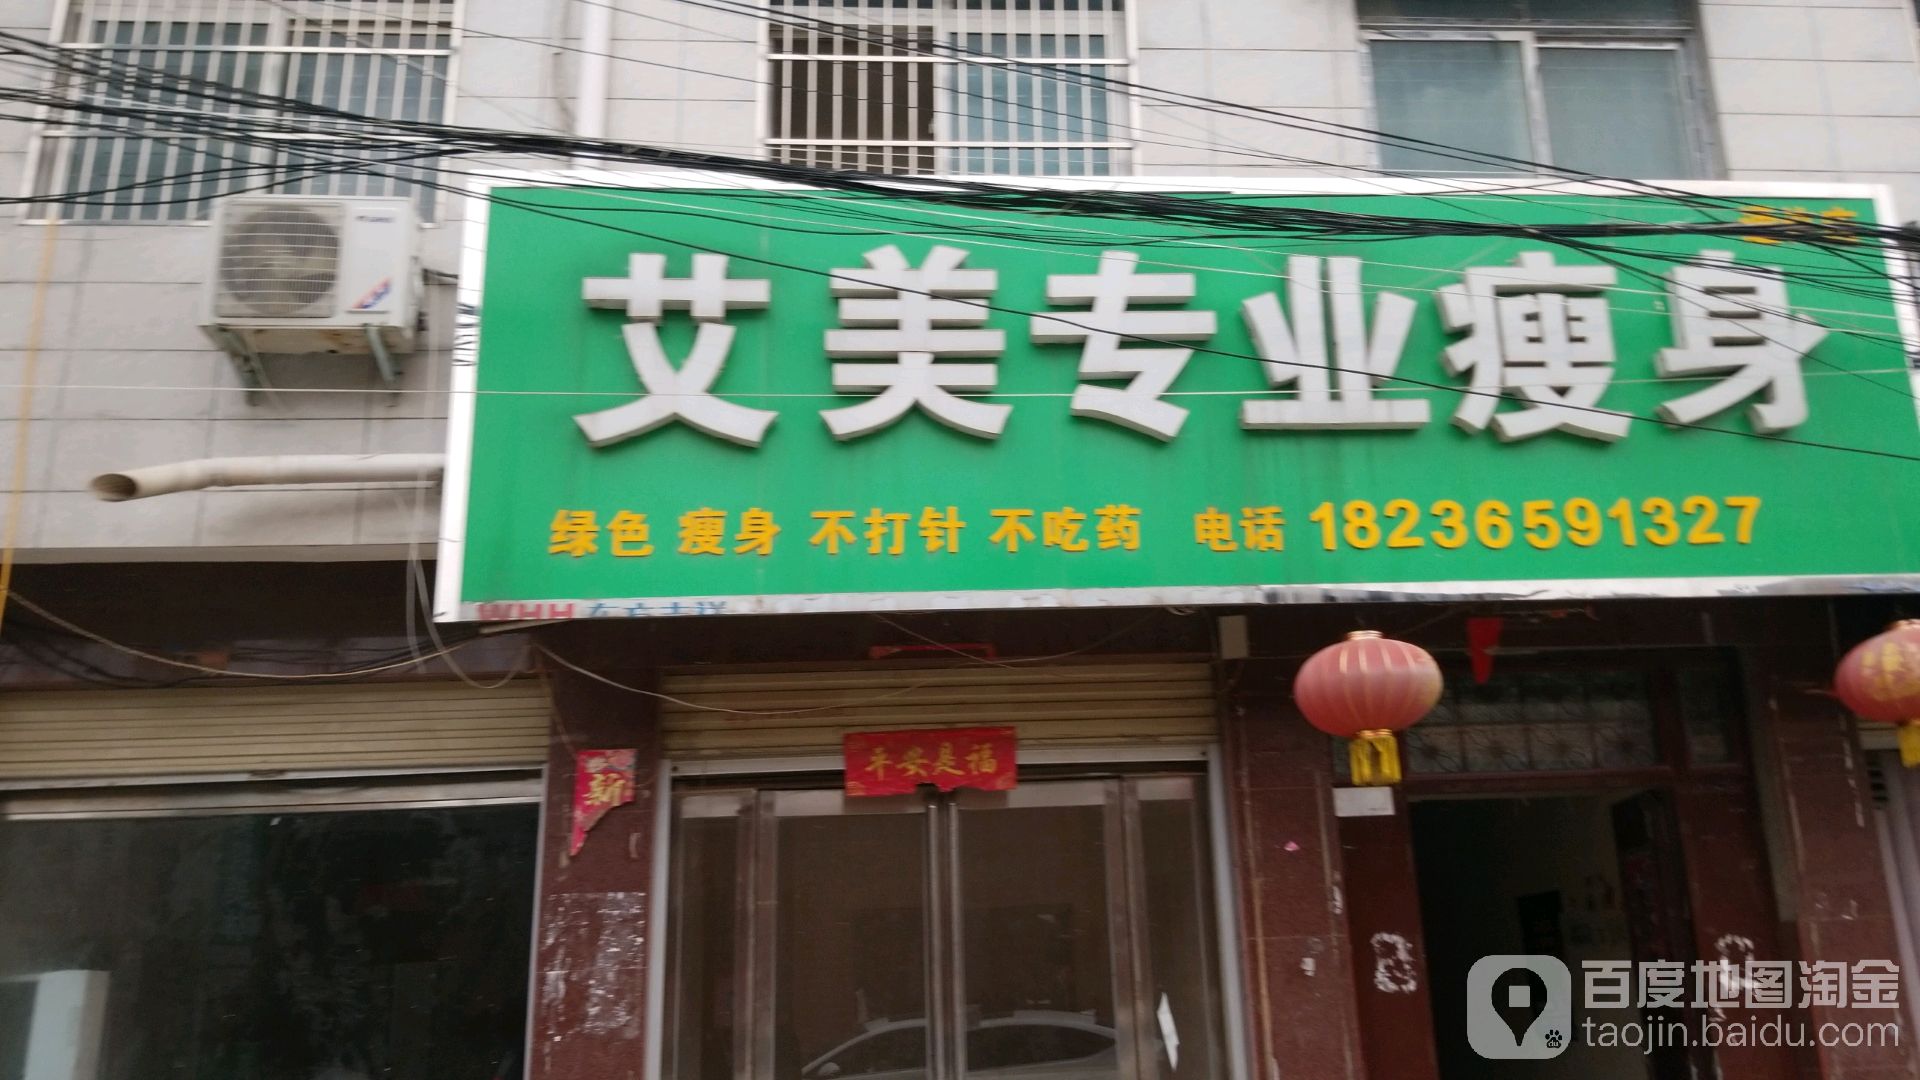 艾美专业瘦身
绿色 瘦身 不打针 不吃药 电话 18236591327
WHH
平安是福
新
百度地图淘金
taojin.baidu.com